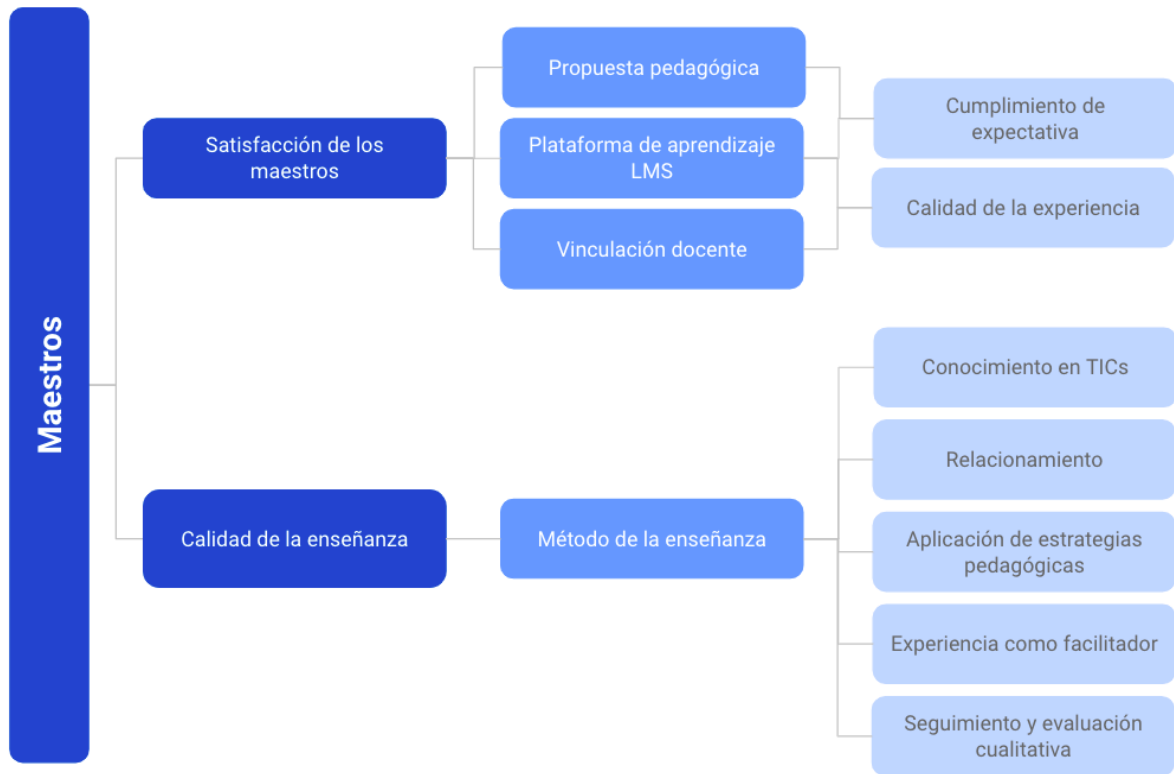 Maestros
Satisfacción de los
maestros
Propuesta pedagógica
Plataforma de aprendizaje
LMS
Vinculación docente
Cumplimiento de
expectativa
Calidad de la experiencia
Calidad de la enseñanza
Método de la enseñanza
Conocimiento en TICs
Relacionamiento
Aplicación de estrategias
pedagógicas
Experiencia como facilitador
Seguimiento y evaluación
cualitativa